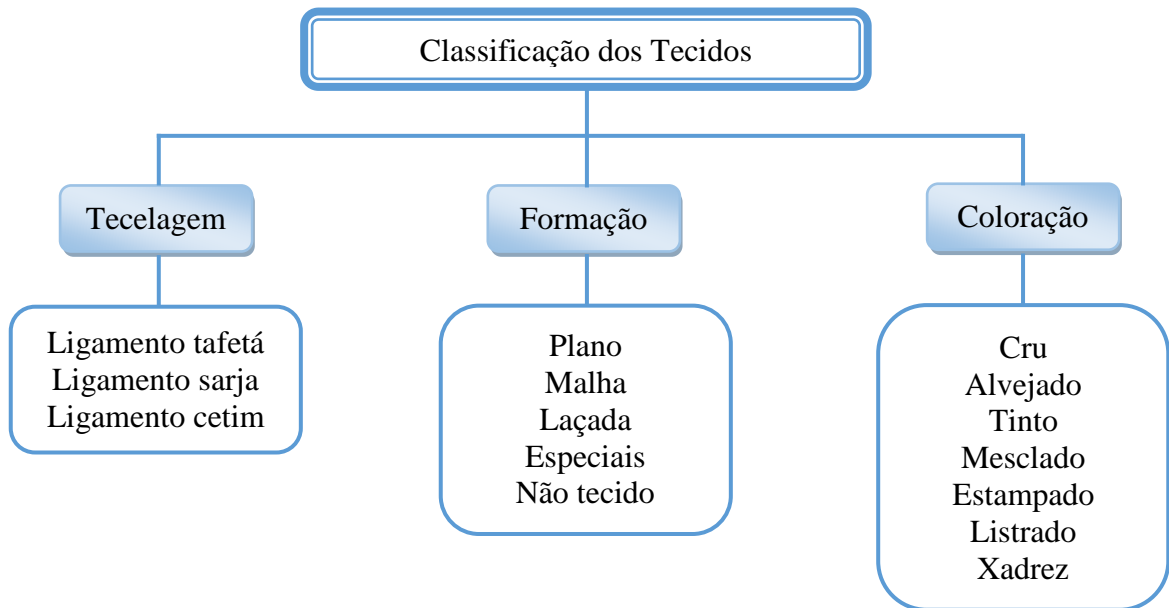 Classificação dos Tecidos
Tecelagem
Formação
Coloração
Ligamento tafetá
Ligamento sarja
Ligamento cetim
Plano
Malha
Laçada
Especiais
Não tecido
Cru
Alvejado
Tinto
Mesclado
Estampado
Listrado
Xadrez